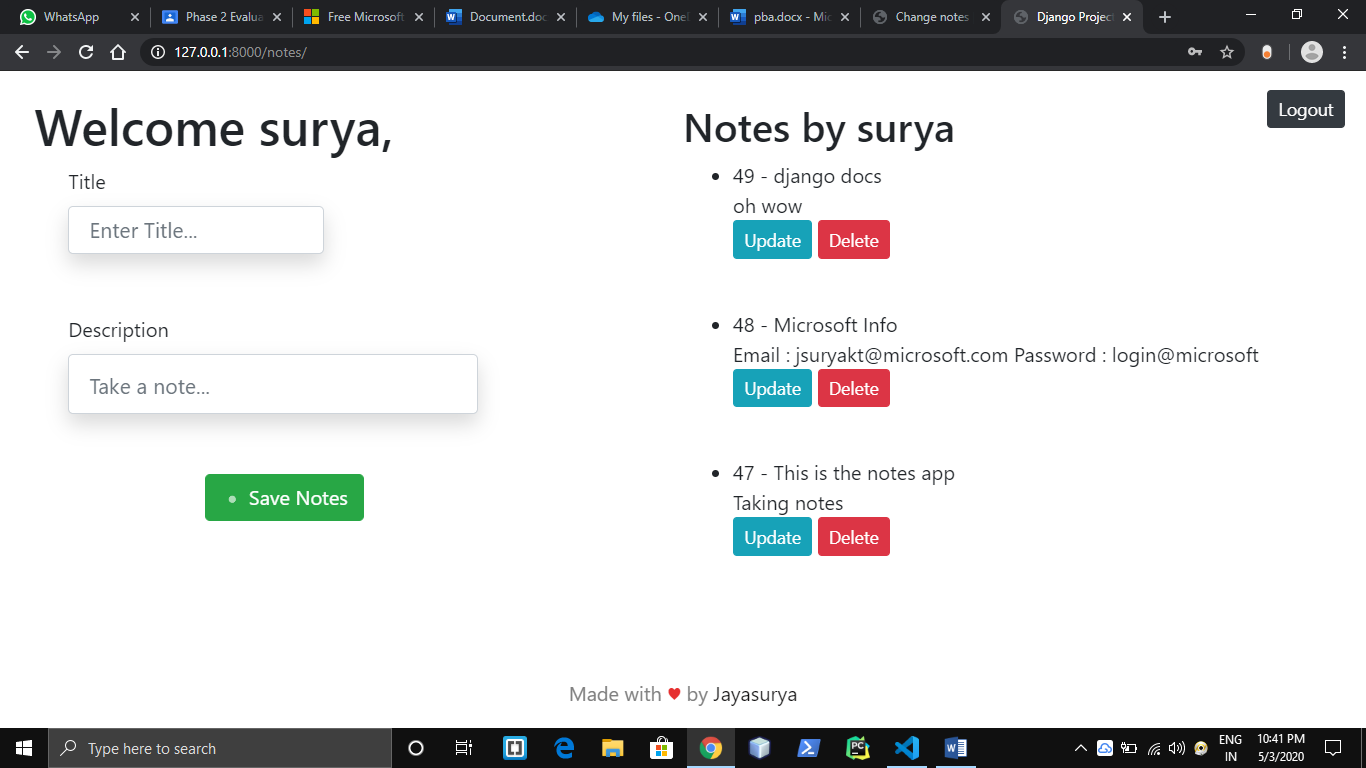 WhatsApp
Phase 2 Evalua
Free Microsoft
Document.doc
My files - OneD
pba.docx - Mic
Change notes
Django Project
127.0.0.1:8000/notes/
Logout
Welcome surya,
Title
Enter Title...
Description
Take a note...
Save Notes
Notes by surya
49 - django docs
oh wow
Update Delete
48 - Microsoft Info
Email : jsuryakt@microsoft.com Password : login@microsoft
Update Delete
47 - This is the notes app
Taking notes
Update Delete
Made with ♥ by Jayasurya
Type here to search
PC
ENG
IN
10:41 PM
5/3/2020